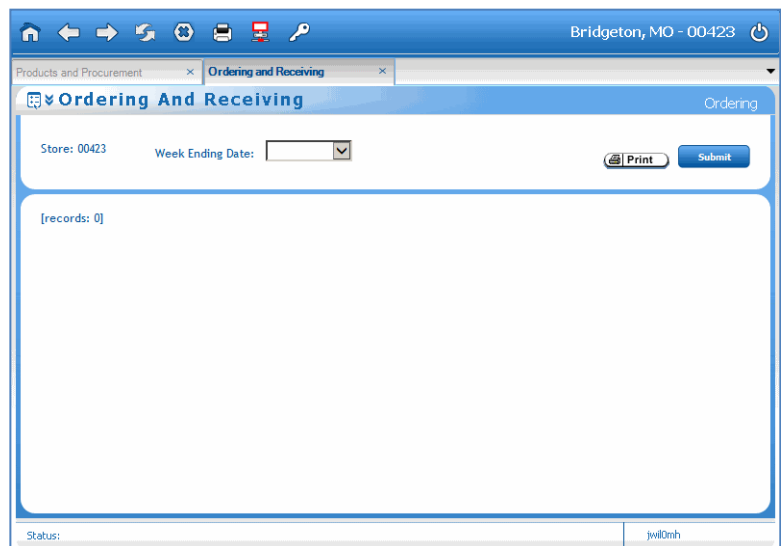 Bridgeton, MO - 00423
Products and Procurement × Ordering and Receiving ×
Ordering And Receiving Ordering
Store: 00423 Week Ending Date: Print Submit
[records: 0]
Status: jwil0mh